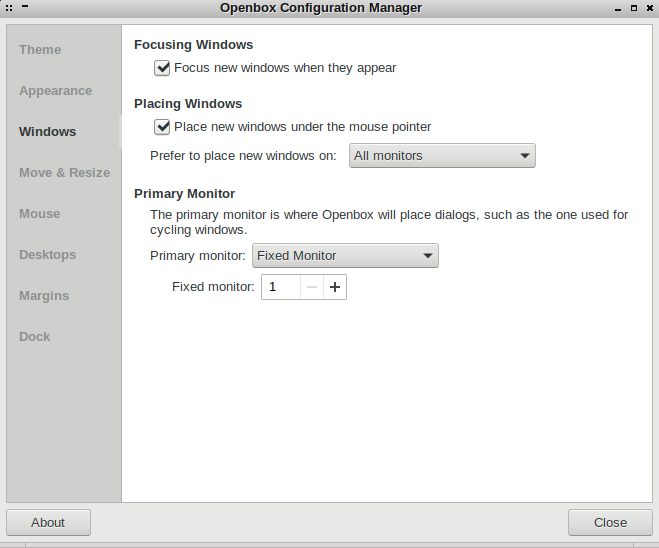 Openbox Configuration Manager
Theme
Appearance
Windows
Move & Resize
Mouse
Desktops
Margins
Dock
Focusing Windows
Focus new windows when they appear
Placing Windows
Place new windows under the mouse pointer
Prefer to place new windows on: All monitors
Primary Monitor
The primary monitor is where Openbox will place dialogs, such as the one used for
cycling windows.
Primary monitor: Fixed Monitor
Fixed monitor: 1
About
Close